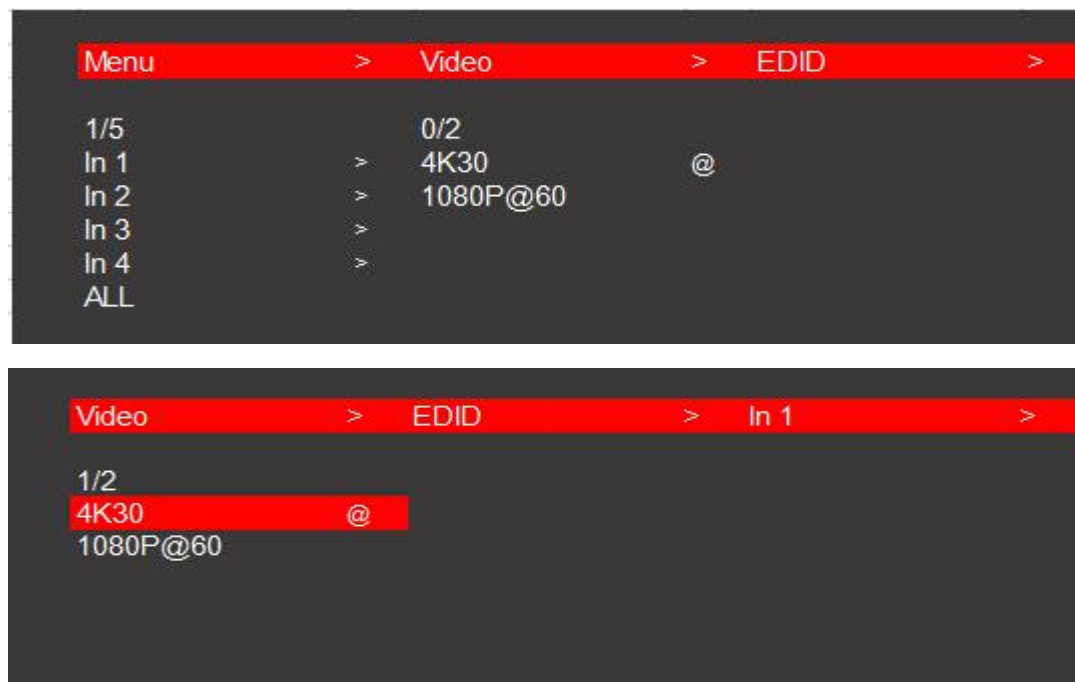 Menu > Video > EDID >
1/5 0/2
In 1 > 4K30 @
In 2 > 1080P@60
In 3 >
In 4 >
ALL
Video > EDID > In 1 >
1/2
4K30 @
1080P@60